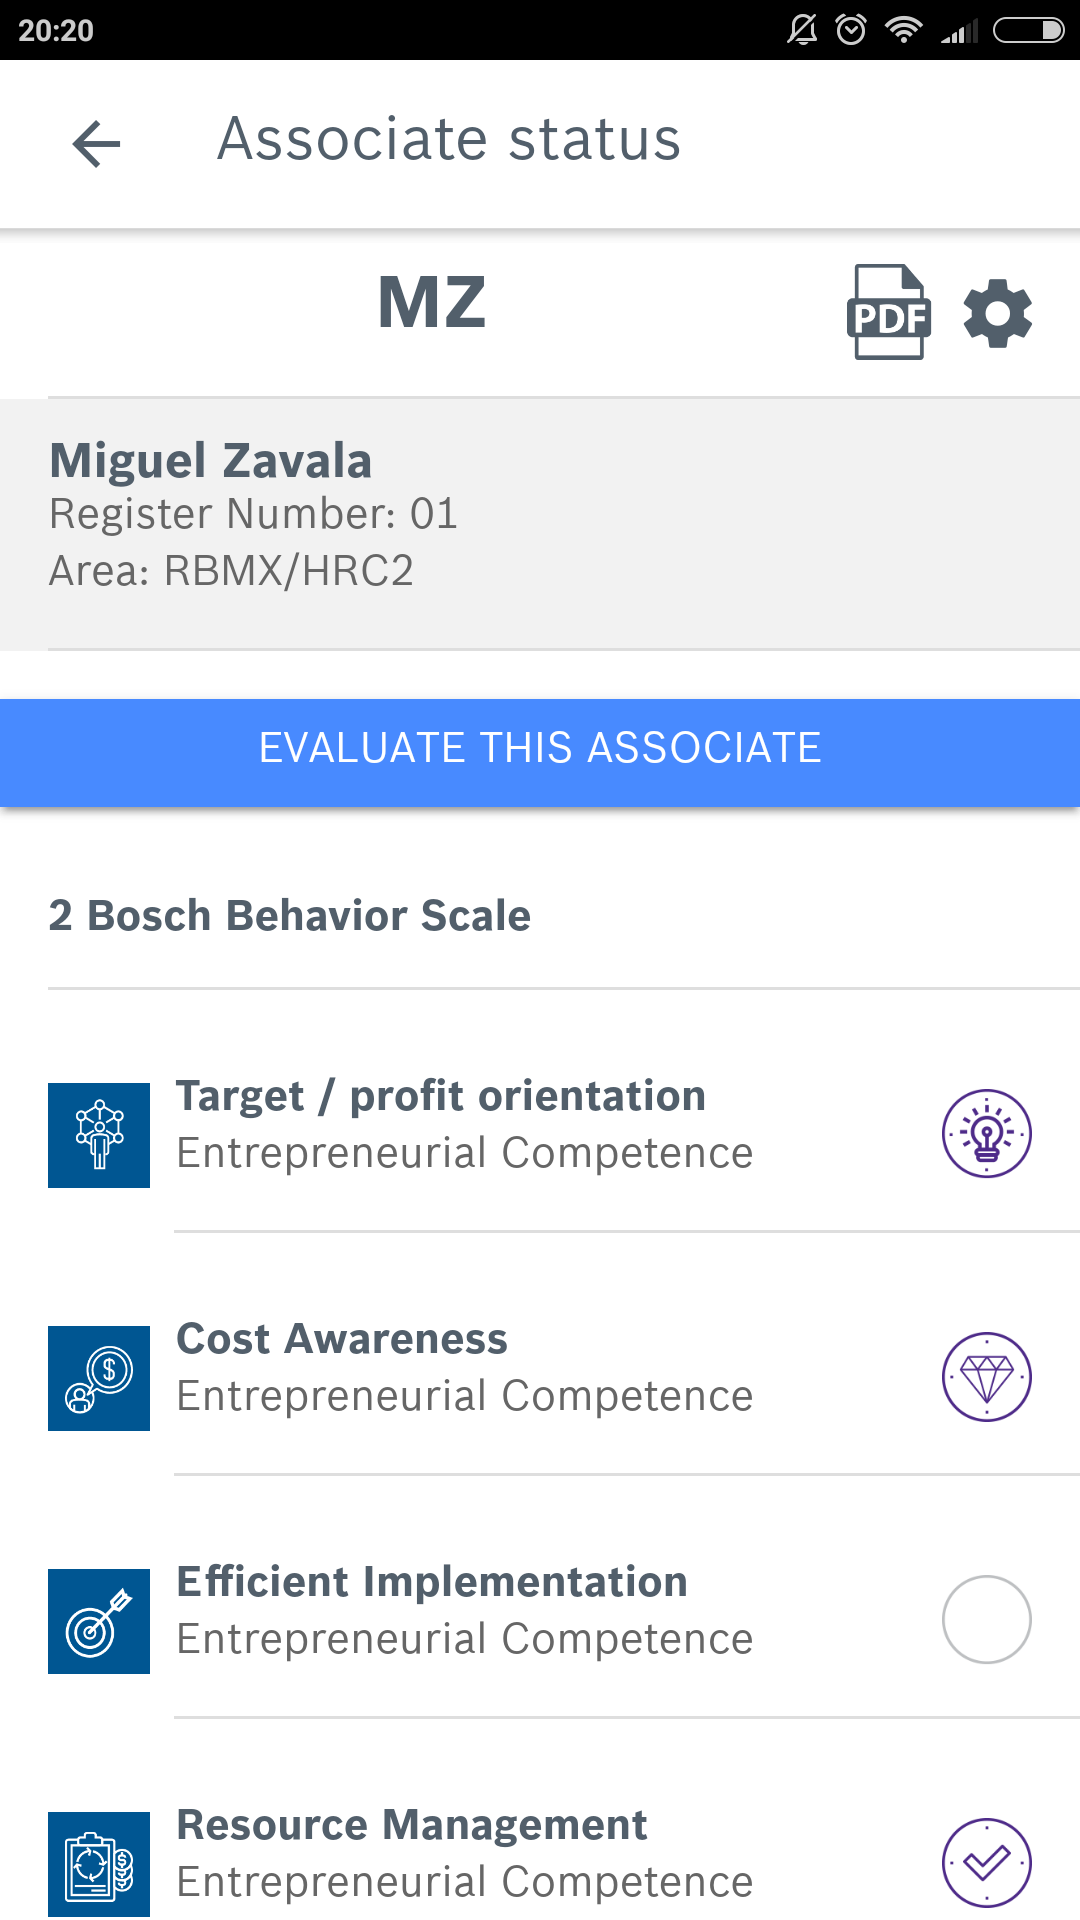 20:20
Associate status
MZ
PDF
Miguel Zavala
Register Number: 01
Area: RBMX/HRC2
EVALUATE THIS ASSOCIATE
2 Bosch Behavior Scale
Target / profit orientation
Entrepreneurial Competence
Cost Awareness
Entrepreneurial Competence
Efficient Implementation
Entrepreneurial Competence
Resource Management
Entrepreneurial Competence